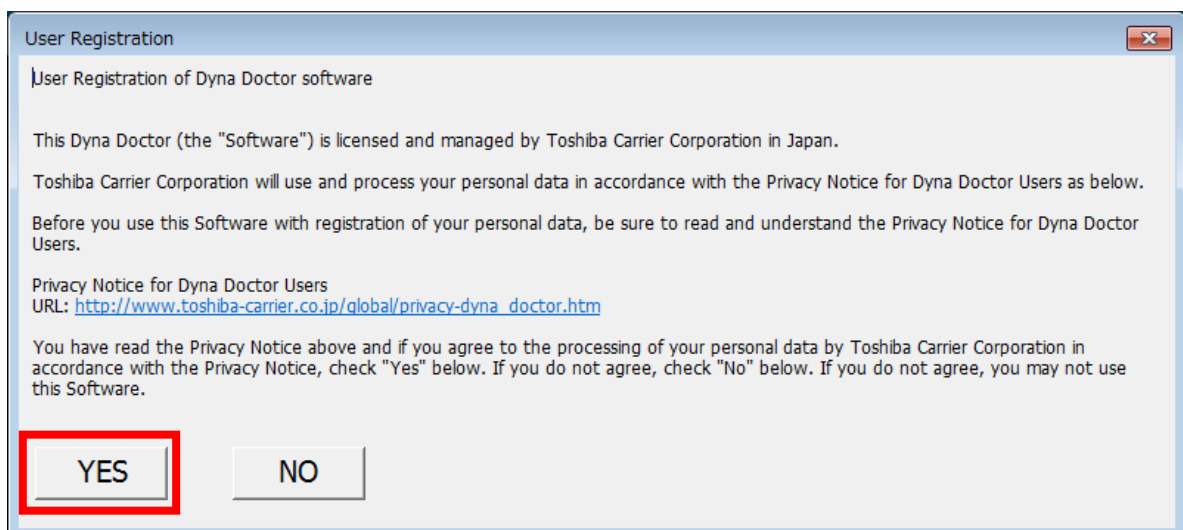 User Registration
User Registration of Dyna Doctor software
This Dyna Doctor (the "Software") is licensed and managed by Toshiba Carrier Corporation in Japan.
Toshiba Carrier Corporation will use and process your personal data in accordance with the Privacy Notice for Dyna Doctor Users as below.
Before you use this Software with registration of your personal data, be sure to read and understand the Privacy Notice for Dyna Doctor
Users.
Privacy Notice for Dyna Doctor Users
URL: http://www.toshiba-carrier.co.jp/global/privacy-dyna_doctor.htm
You have read the Privacy Notice above and if you agree to the processing of your personal data by Toshiba Carrier Corporation in
accordance with the Privacy Notice, check "Yes" below. If you do not agree, check "No" below. If you do not agree, you may not use
this Software.
YES NO